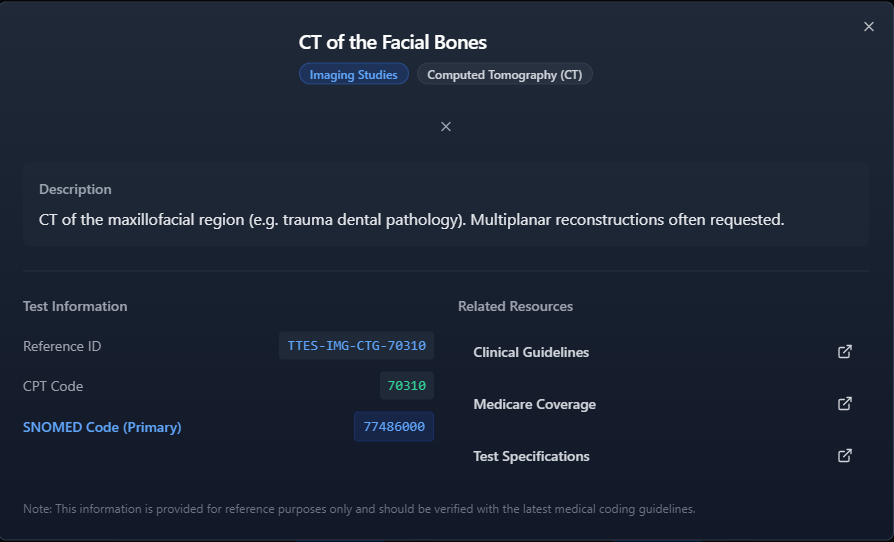 CT of the Facial Bones
Imaging Studies
Computed Tomography (CT)
Description
CT of the maxillofacial region (e.g. trauma dental pathology). Multiplanar reconstructions often requested.
Test Information
Reference ID
TTES-IMG-CTG-70310
CPT Code
70310
SNOMED Code (Primary)
77486000
Related Resources
Clinical Guidelines
Medicare Coverage
Test Specifications
Note: This information is provided for reference purposes only and should be verified with the latest medical coding guidelines.